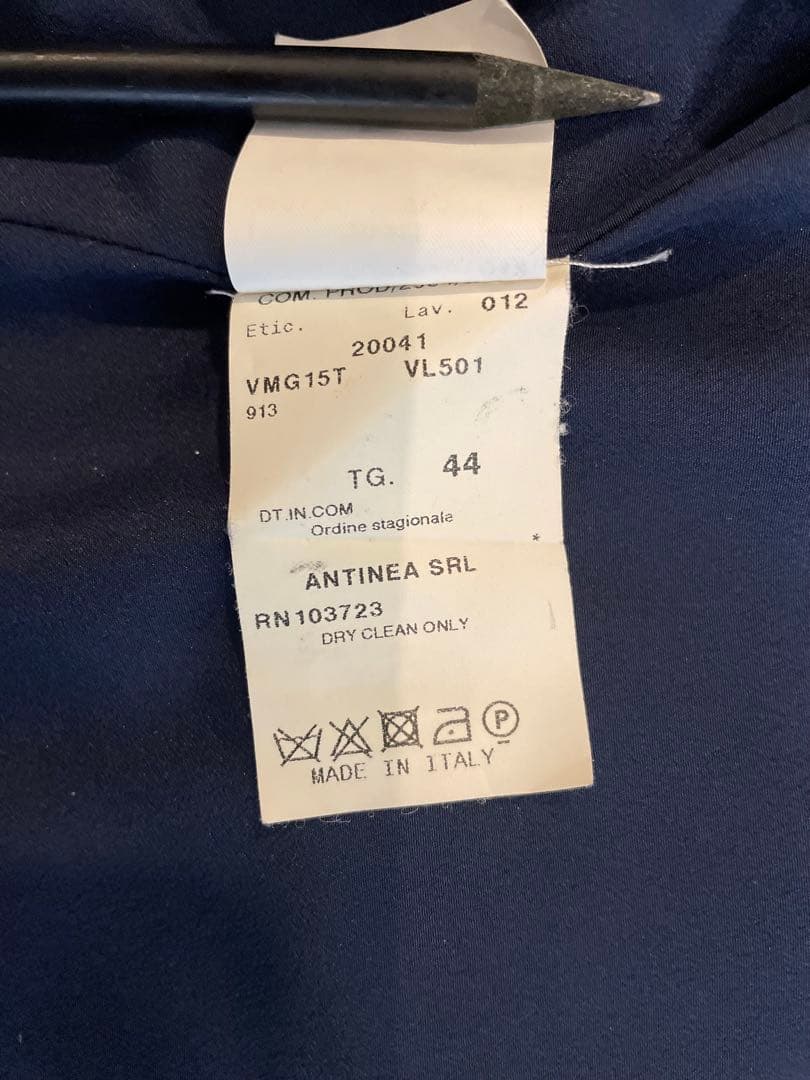 COM.
Etic. Lav. 012
20041
VMG15T VL501
913
TG. 44
DT.IN.COM
Ordine stagionale
*
ANTINEA SRL
RN103723
DRY CLEAN ONLY
P
MADE IN ITALY